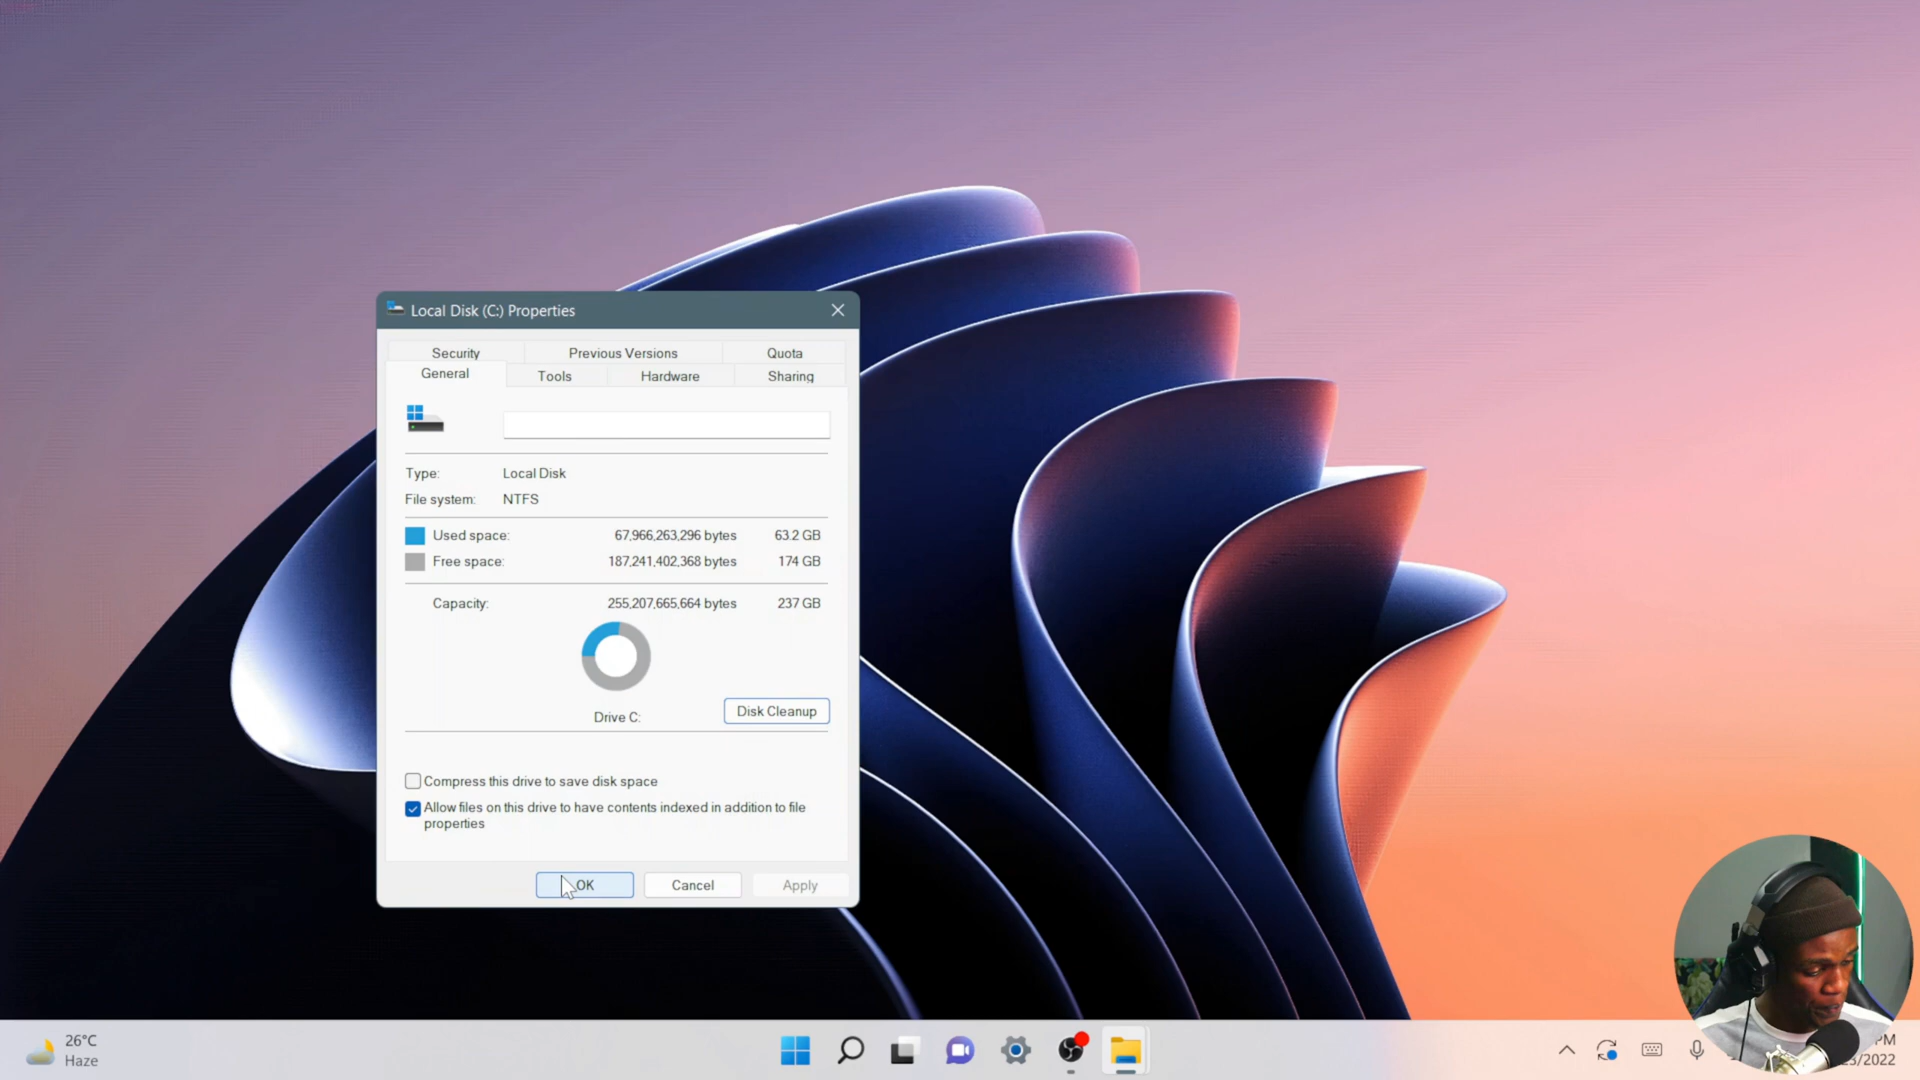 Local Disk (C:) Properties
Security Previous Versions Quota
General Tools Hardware Sharing
Type: Local Disk
File system: NTFS
Used space: 67,966,263,296 bytes 63.2 GB
Free space: 187,241,402,368 bytes 174 GB
Capacity: 255,207,665,664 bytes 237 GB
Drive C: Disk Cleanup
Compress this drive to save disk space
Allow files on this drive to have contents indexed in addition to file
properties
OK Cancel Apply
26°C
Haze
PM
/2022